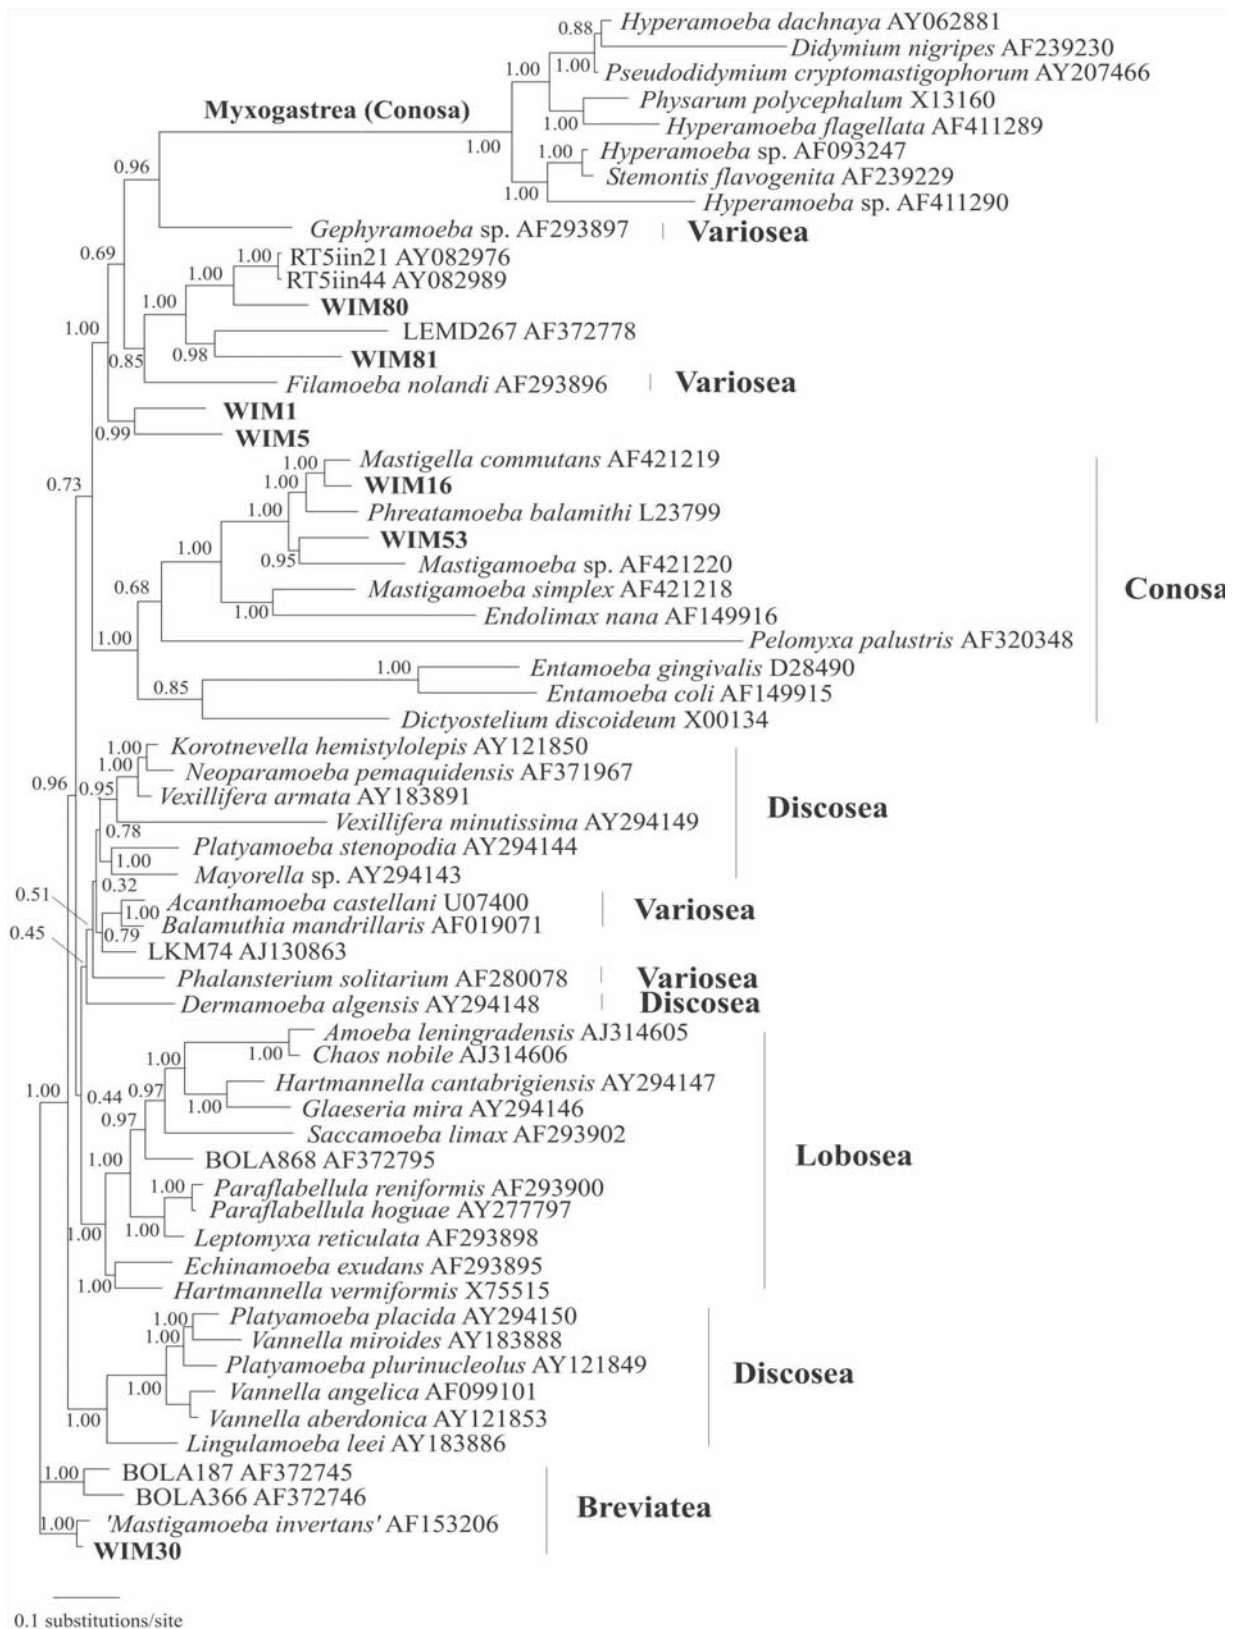 0.88 Hyperamoeba dachnaya AY062881
Didymium nigripes AF239230
1.00 1.00 Pseudodidymium cryptomastigophorum AY207466
Myxogastrea (Conosa) Physarum polycephalum X13160
1.00 Hyperamoeba flagellata AF411289
1.00 1.00 Hyperamoeba sp. AF093247
0.96 Stemontis flavogenita AF239229
1.00 Hyperamoeba sp. AF411290
Gephyramoeba sp. AF293897 Variosea
0.69 1.00 RT5iin21 AY082976
1.00 RT5iin44 AY082989
1.00 WIM80
1.00 LEMD267 AF372778
0.85 0.98 WIM81
Filamoeba nolandi AF293896 Variosea
WIM1
0.99 WIM5
1.00 Mastigella commutans AF421219
0.73 1.00 WIM16
1.00 Phreatamoeba balamithi L23799
WIM53
1.00 0.95 Mastigamoeba sp. AF421220
0.68 Mastigamoeba simplex AF421218 Conosa
1.00 Endolimax nana AF149916
1.00 Pelomyxa palustris AF320348
1.00 Entamoeba gingivalis D28490
0.85 Entamoeba coli AF149915
Dictyostelium discoideum X00134
1.00 Korotnevella hemistylolepis AY121850
1.00 Neoparamoeba pemaquidensis AF371967
0.96 0.95 Vexillifera armata AY183891 Discosea
0.78 Vexillifera minutissima AY294149
Platyamoeba stenopodia AY294144
1.00 Mayorella sp. AY294143
0.51 0.32 Acanthamoeba castellani U07400 Variosea
1.00 Balamuthia mandrillaris AF019071
0.45 0.79 LKM74 AJ130863
Phalansterium solitarium AF280078 Variosea
Dermamoeba algensis AY294148 Discosea
Amoeba leningradensis AJ314605
1.00 1.00 Chaos nobile AJ314606
1.00 0.44 0.97 Hartmannella cantabrigiensis AY294147
0.97 1.00 Glaeseria mira AY294146
Saccamoeba limax AF293902 Lobosea
1.00 BOLA868 AF372795
1.00 Paraflabellula reniformis AF293900
Paraflabellula hoguae AY277797
1.00 1.00 Leptomyxa reticulata AF293898
Echinamoeba exudans AF293895
1.00 Hartmannella vermiformis X75515
1.00 Platyamoeba placida AY294150
1.00 Vannella miroides AY183888
Platyamoeba plurinucleolus AY121849 Discosea
1.00 Vannella angelica AF099101
1.00 Vannella aberdonica AY121853
Lingulamoeba leei AY183886
1.00 BOLA187 AF372745
BOLA366 AF372746 Breviatea
1.00 'Mastigamoeba invertans' AF153206
WIM30
0.1 substitutions/site